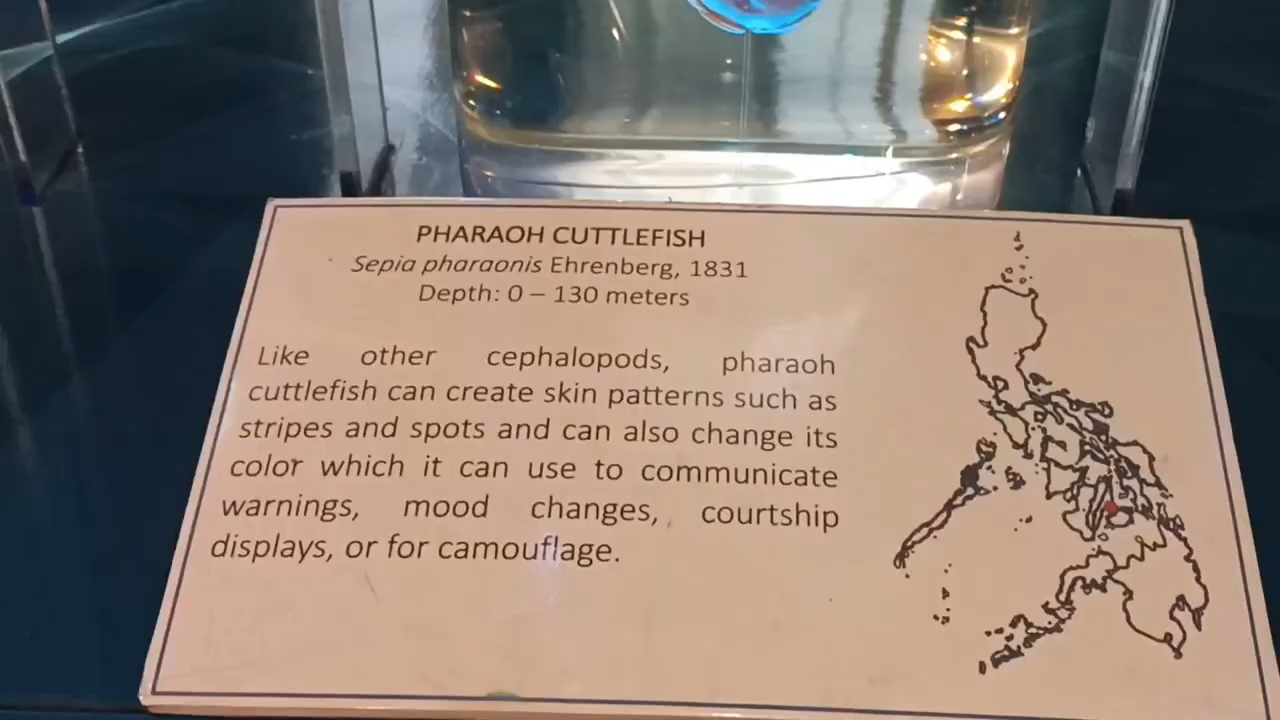 PHARAOH CUTTLEFISH
Sepia pharaonis Ehrenberg, 1831
Depth: 0 – 130 meters
Like other cephalopods, pharaoh
cuttlefish can create skin patterns such as
stripes and spots and can also change its
color which it can use to communicate
warnings, mood changes, courtship
displays, or for camouflage.